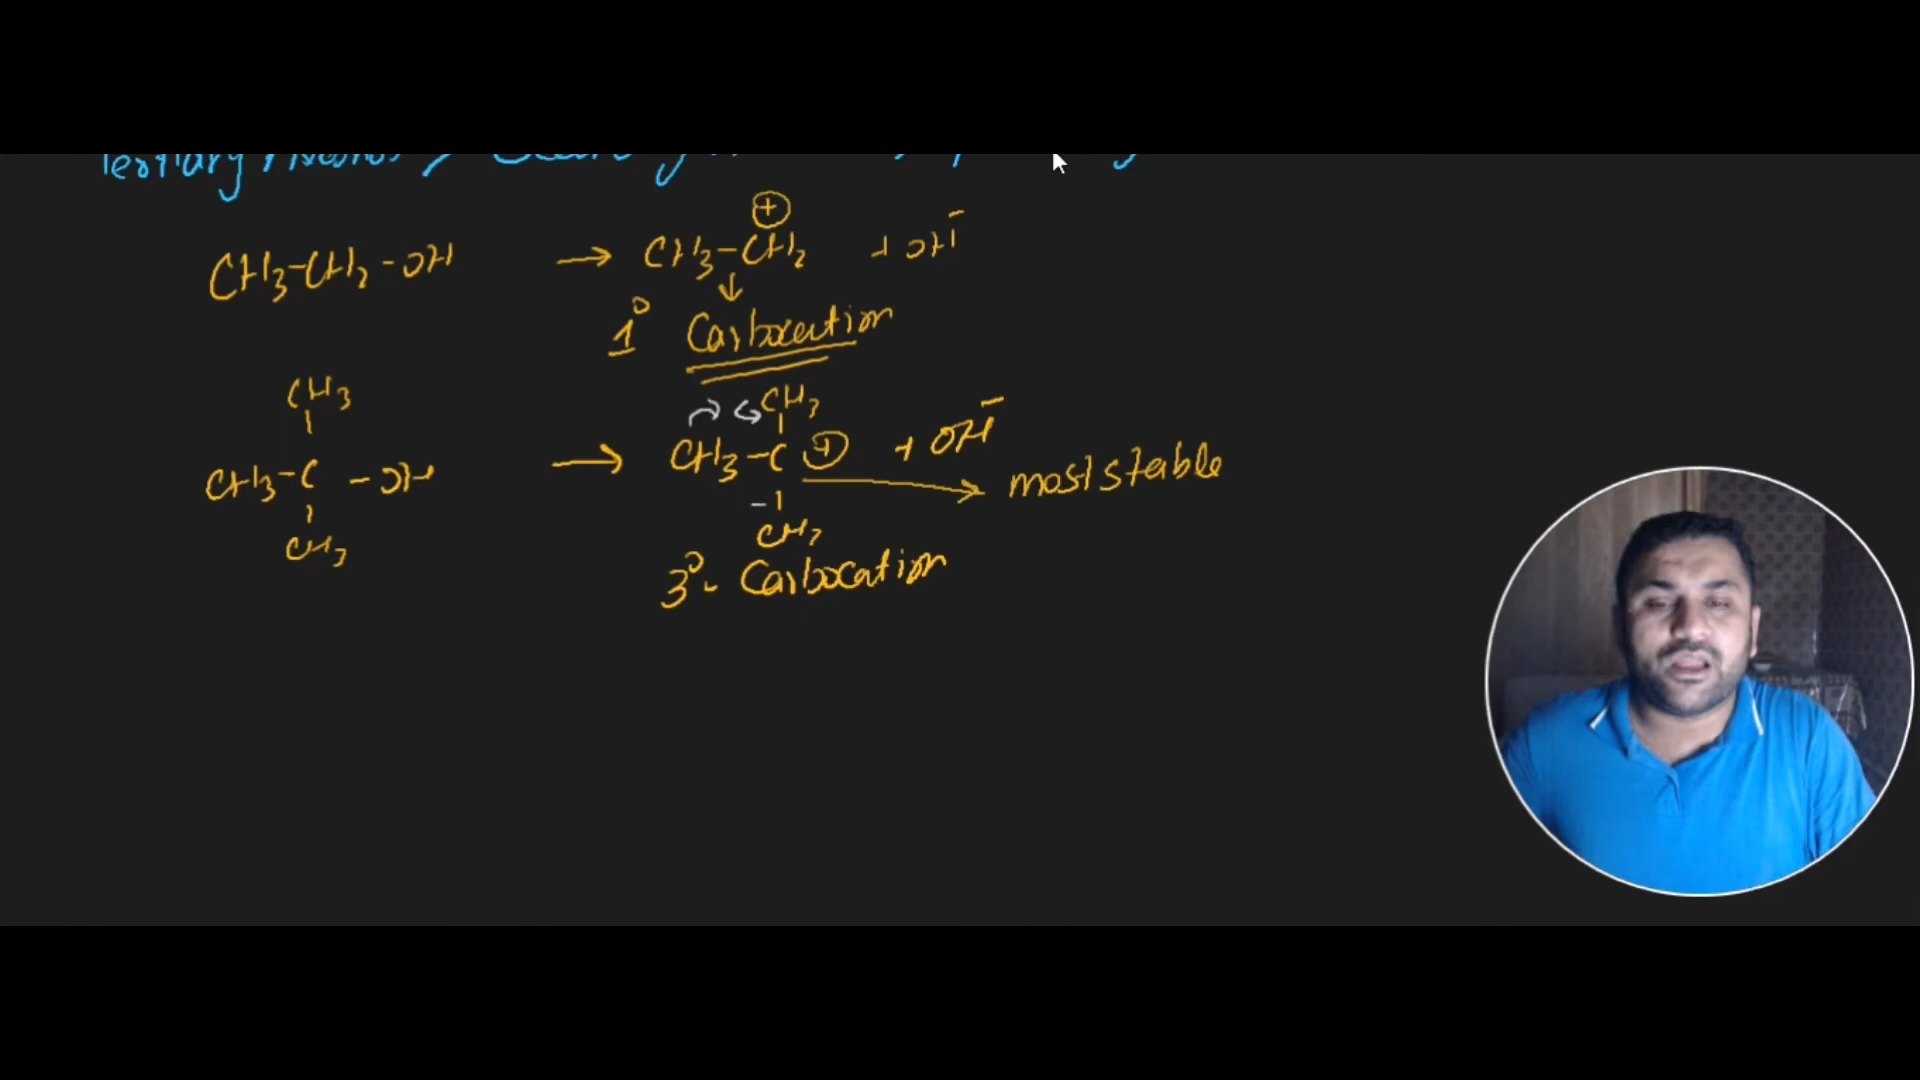 Tertiary
CH3-CH2-OH → CH3-CH2 + OH⁻
⊕
↓
1° Carbocation
CH3 CH3
CH3-C-OH → CH3-C ⊕ + OH⁻ → most stable
CH3 CH3
3°- Carbocation